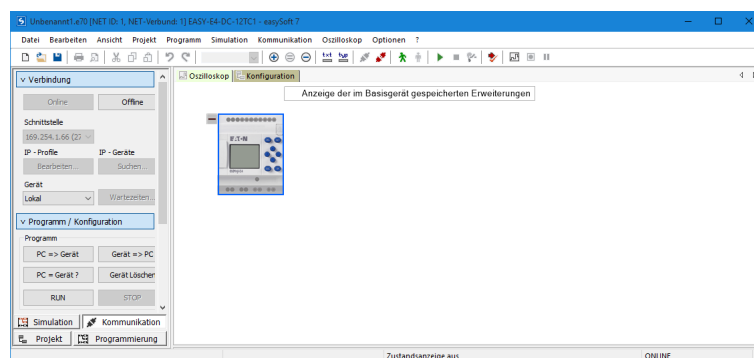 Unbenannt1.e70 [NET ID: 1, NET-Verbund: 1] EASY-E4-DC-12TC1 - easySoft 7
Datei Bearbeiten Ansicht Projekt Programm Simulation Kommunikation Oszilloskop Optionen ?
txt typ
Oszilloskop Konfiguration
Anzeige der im Basisgerät gespeicherten Erweiterungen
Verbindung
Online Offline
Schnittstelle
169.254.1.66 (27
IP - Profile IP - Geräte
Bearbeiten... Suchen...
Gerät
Lokal Wartezeiten...
Programm / Konfiguration
Programm
PC => Gerät Gerät => PC
PC = Gerät ? Gerät Löschen
RUN STOP
Simulation Kommunikation
Projekt Programmierung
EATON
Zustandsanzeige aus ONLINE